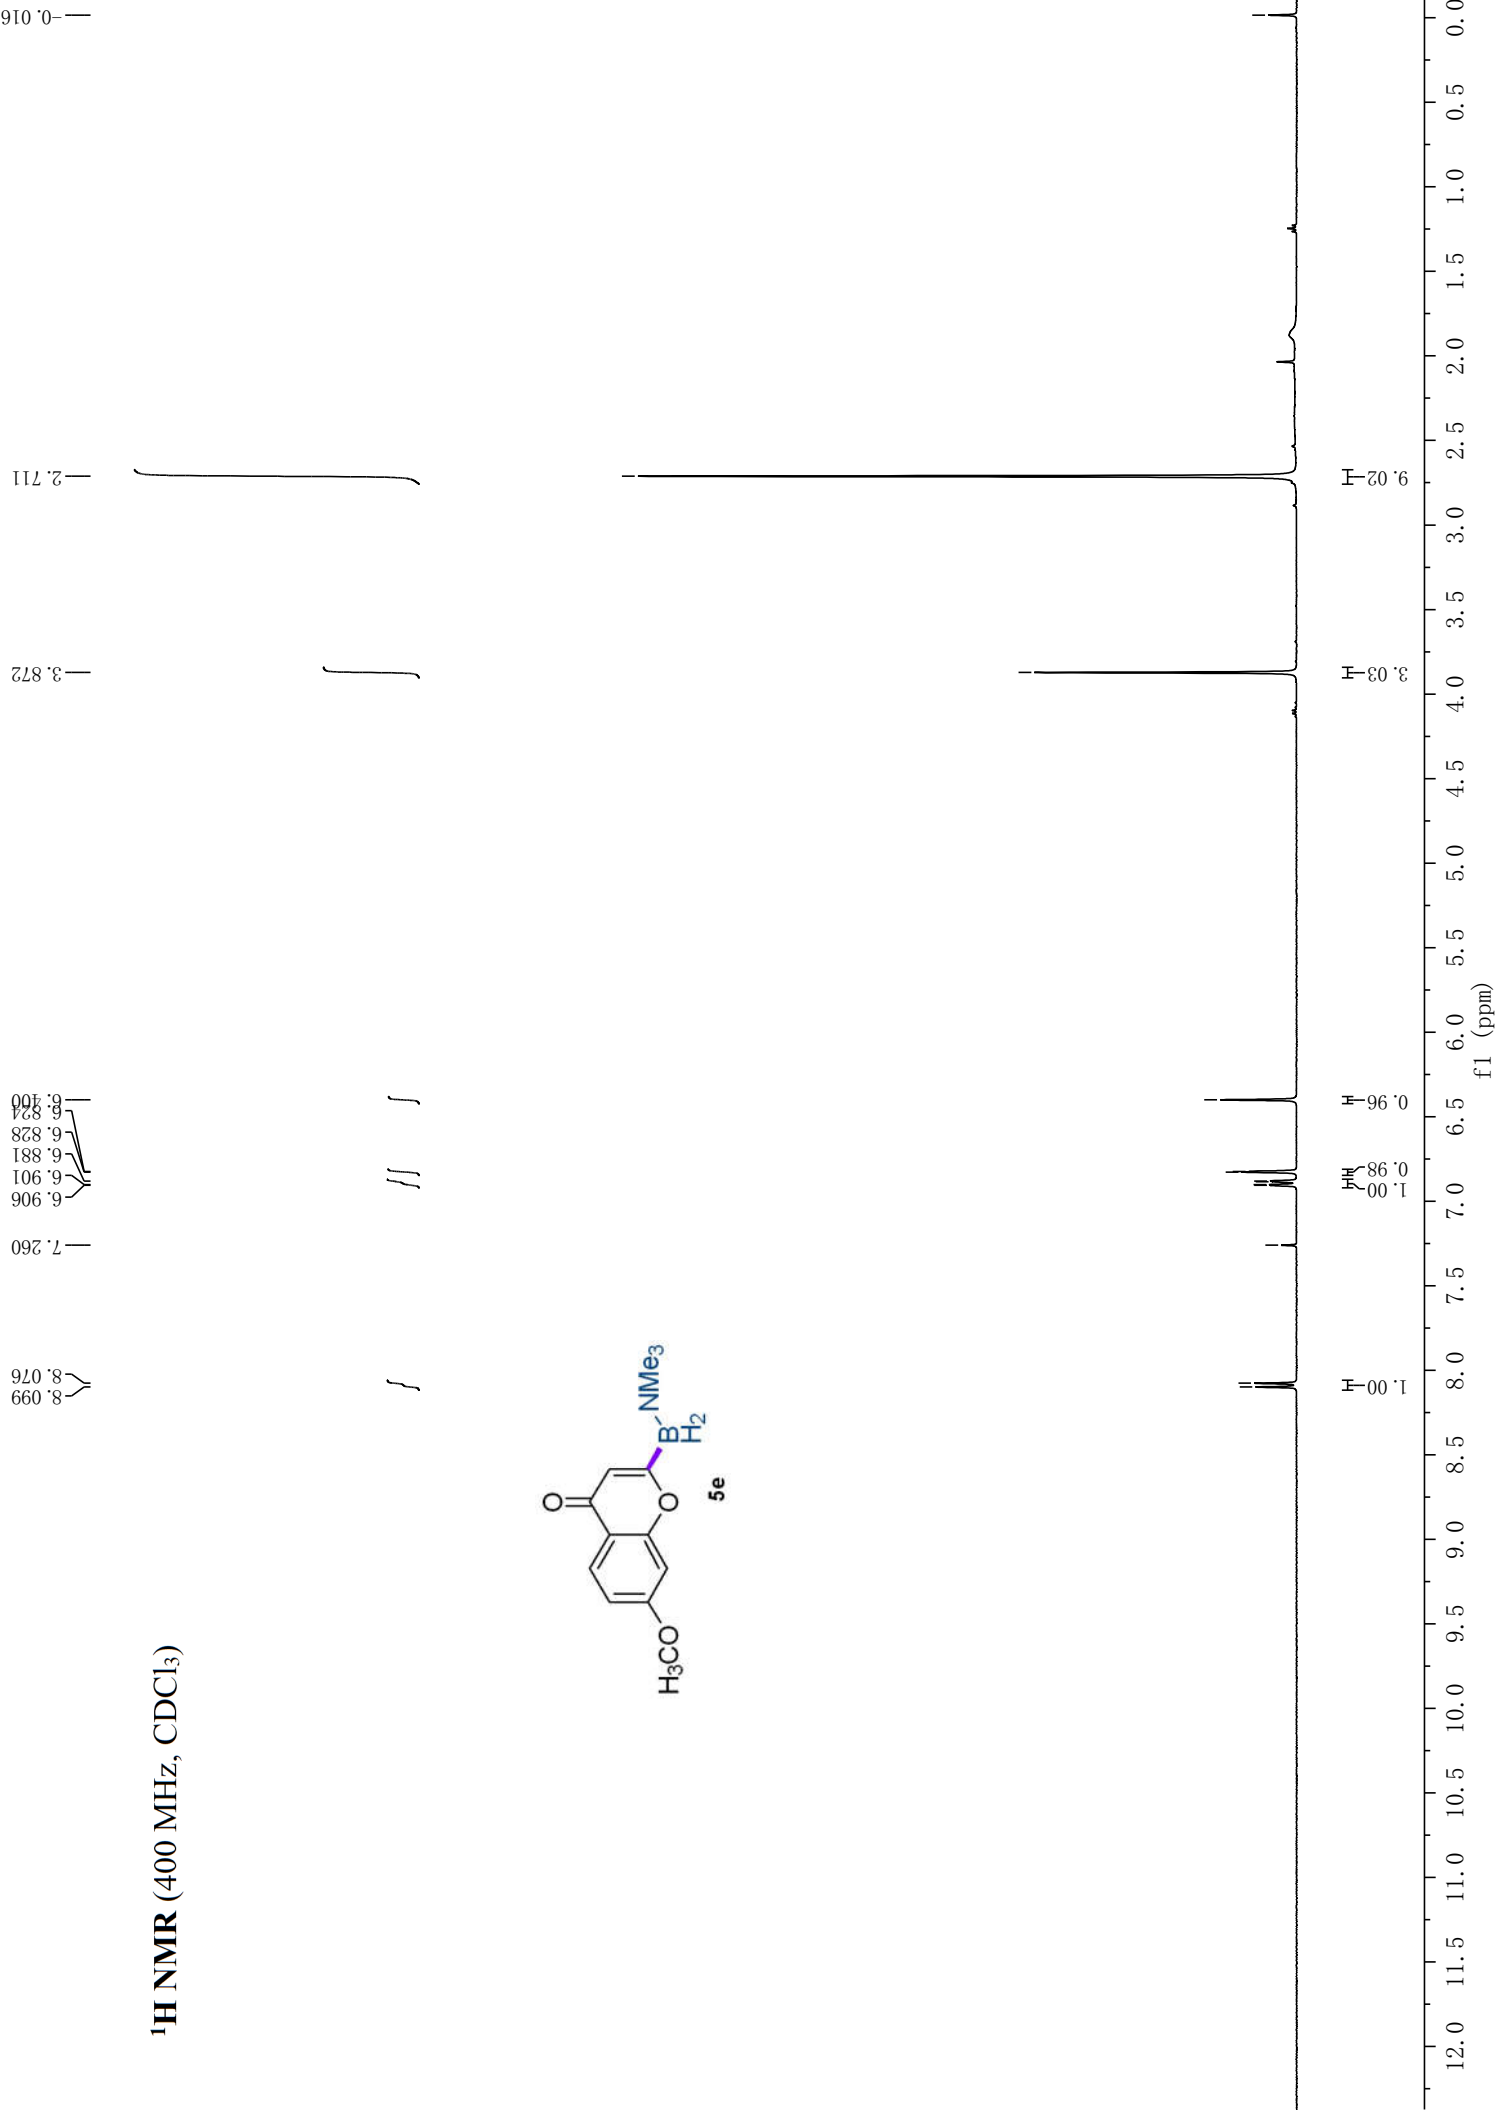 ¹H NMR (400 MHz, CDCl₃)
8.099
8.076
7.260
6.906
6.901
6.881
6.828
6.824
6.400
3.872
2.711
-0.016
O
H₃CO
O
B
H₂
NMe₃
5e
1.00
1.00
0.98
0.96
3.03
9.02
12.0 11.5 11.0 10.5 10.0 9.5 9.0 8.5 8.0 7.5 7.0 6.5 6.0 5.5 5.0 4.5 4.0 3.5 3.0 2.5 2.0 1.5 1.0 0.5 0.0
f1 (ppm)